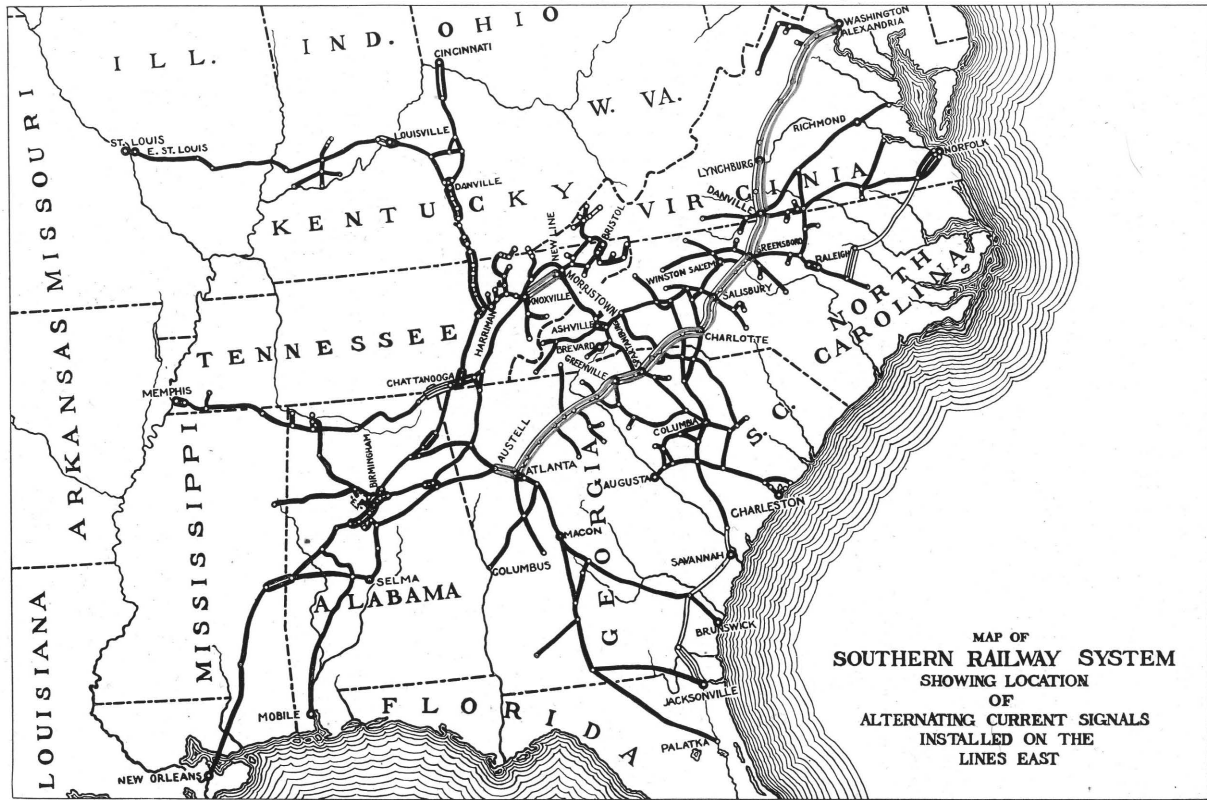 WASHINGTON
ALEXANDRIA
OHIO
IND.
ILL.
CINCINNATI
W. VA.
MISSOURI
RICHMOND
ST. LOUIS
E. ST. LOUIS
LOUISVILLE
NORFOLK
LYNCHBURG
VIRGINIA
DANVILLE
DANVILLE
KENTUCKY
BRISTOL
NEW LINE
GREENSBORO
RALEIGH
WINSTON SALEM
MORRISTOWN
NORTH
CAROLINA
KNOXVILLE
SALISBURY
HARRIMAN
ASHVILLE
BREVARD
SPARTANBURG
CHARLOTTE
TENNESSEE
GREENVILLE
CHATTANOOGA
MEMPHIS
ARKANSAS
S.C.
COLUMBIA
AUSTELL
ATLANTA
BIRMINGHAM
AUGUSTA
CHARLESTON
MISSISSIPPI
MACON
GEORGIA
SAVANNAH
COLUMBUS
SELMA
ALABAMA
BRUNSWICK
LOUISIANA
JACKSONVILLE
MOBILE
FLORIDA
PALATKA
NEW ORLEANS
MAP OF
SOUTHERN RAILWAY SYSTEM
SHOWING LOCATION
OF
ALTERNATING CURRENT SIGNALS
INSTALLED ON THE
LINES EAST